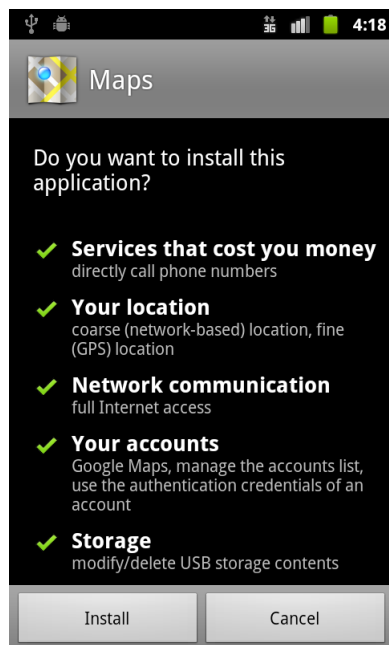 3G
4:18
Maps
Do you want to install this
application?
Services that cost you money
directly call phone numbers
Your location
coarse (network-based) location, fine
(GPS) location
Network communication
full Internet access
Your accounts
Google Maps, manage the accounts list,
use the authentication credentials of an
account
Storage
modify/delete USB storage contents
Install
Cancel